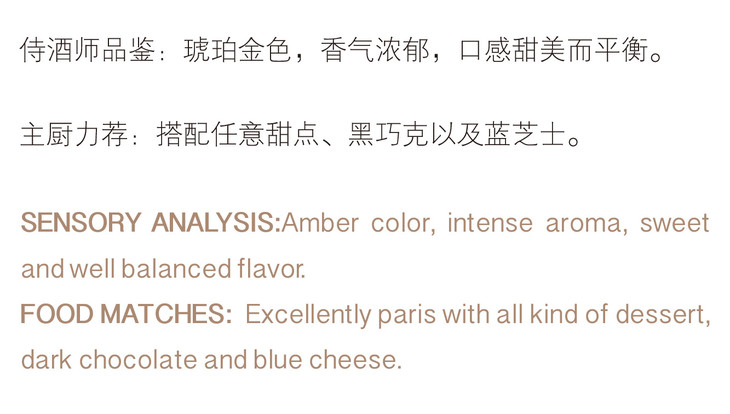 侍酒师品鉴：琥珀金色，香气浓郁，口感甜美而平衡。
主厨力荐：搭配任意甜点、黑巧克以及蓝芝士。
SENSORY ANALYSIS:Amber color, intense aroma, sweet
and well balanced flavor.
FOOD MATCHES: Excellently paris with all kind of dessert,
dark chocolate and blue cheese.